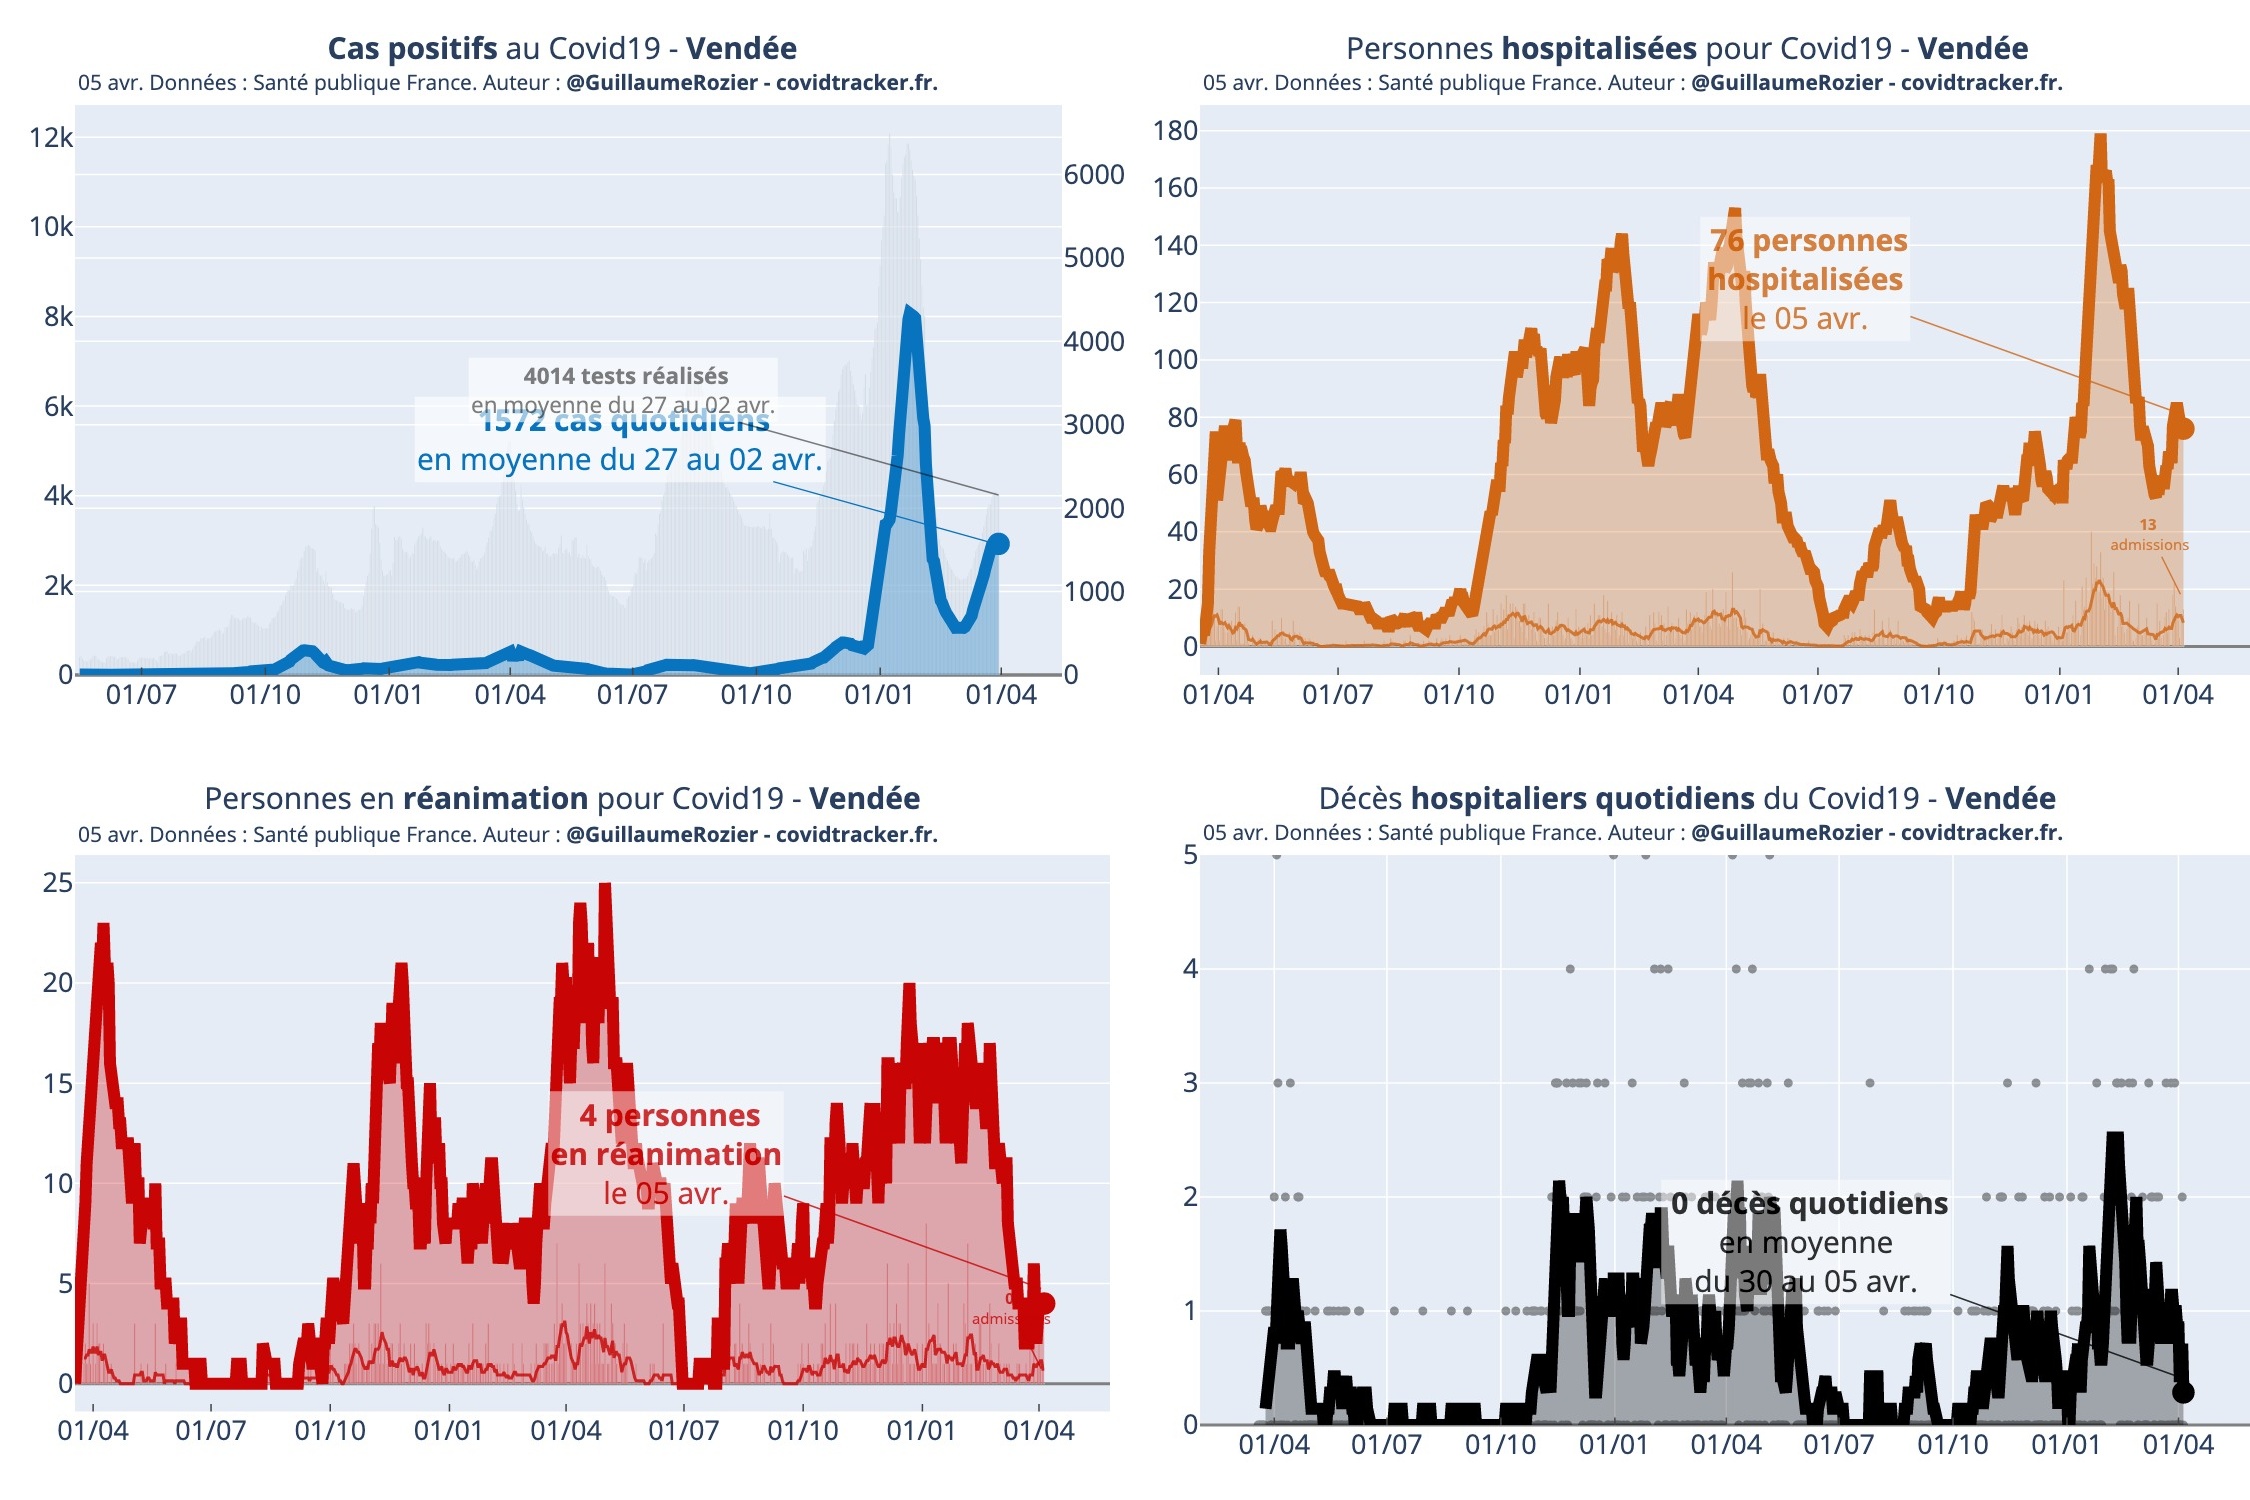 Cas positifs au Covid19 - Vendée
05 avr. Données : Santé publique France. Auteur : @GuillaumeRozier - covidtracker.fr.
12k
10k
8k
6k
4k
2k
0
6000
5000
4000
3000
2000
1000
0
4014 tests réalisés
en moyenne du 27 au 02 avr.
1572 cas quotidiens
en moyenne du 27 au 02 avr.
01/07 01/10 01/01 01/04 01/07 01/10 01/01 01/04
Personnes hospitalisées pour Covid19 - Vendée
05 avr. Données : Santé publique France. Auteur : @GuillaumeRozier - covidtracker.fr.
180
160
140
120
100
80
60
40
20
0
76 personnes
hospitalisées
le 05 avr.
13
admissions
01/04 01/07 01/10 01/01 01/04 01/07 01/10 01/01 01/04
Personnes en réanimation pour Covid19 - Vendée
05 avr. Données : Santé publique France. Auteur : @GuillaumeRozier - covidtracker.fr.
25
20
15
10
5
0
4 personnes
en réanimation
le 05 avr.
0
admissions
01/04 01/07 01/10 01/01 01/04 01/07 01/10 01/01 01/04
Décès hospitaliers quotidiens du Covid19 - Vendée
05 avr. Données : Santé publique France. Auteur : @GuillaumeRozier - covidtracker.fr.
5
4
3
2
1
0
0 décès quotidiens
en moyenne
du 30 au 05 avr.
01/04 01/07 01/10 01/01 01/04 01/07 01/10 01/01 01/04